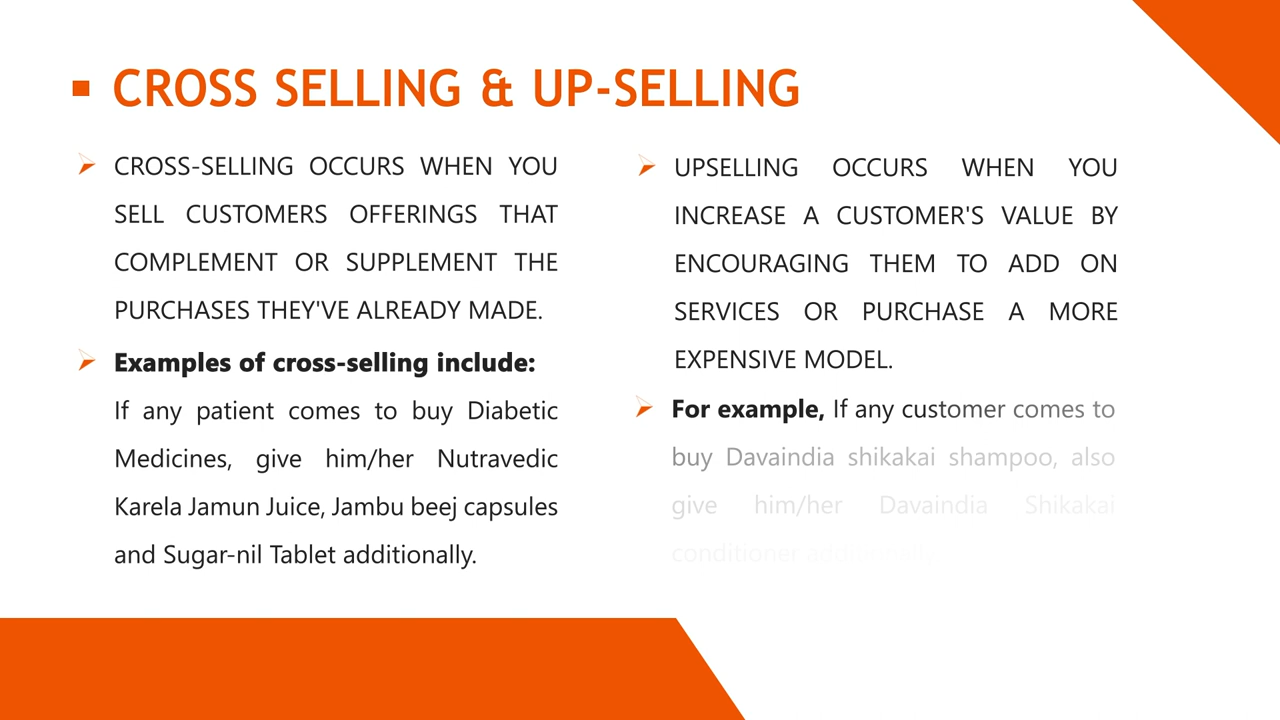 CROSS SELLING & UP-SELLING
CROSS-SELLING OCCURS WHEN YOU
SELL CUSTOMERS OFFERINGS THAT
COMPLEMENT OR SUPPLEMENT THE
PURCHASES THEY'VE ALREADY MADE.
Examples of cross-selling include:
If any patient comes to buy Diabetic
Medicines, give him/her Nutravedic
Karela Jamun Juice, Jambu beej capsules
and Sugar-nil Tablet additionally.
UPSELLING OCCURS WHEN YOU
INCREASE A CUSTOMER'S VALUE BY
ENCOURAGING THEM TO ADD ON
SERVICES OR PURCHASE A MORE
EXPENSIVE MODEL.
For example, If any customer comes to
buy Davaindia shikakai shampoo, also
give him/her Davaindia Shikakai
conditioner additionally